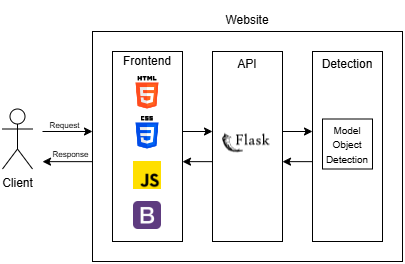 Website
Frontend
API
Detection
HTML
5
CSS
3
JS
B
Flask
Model
Object
Detection
Request
Response
Client